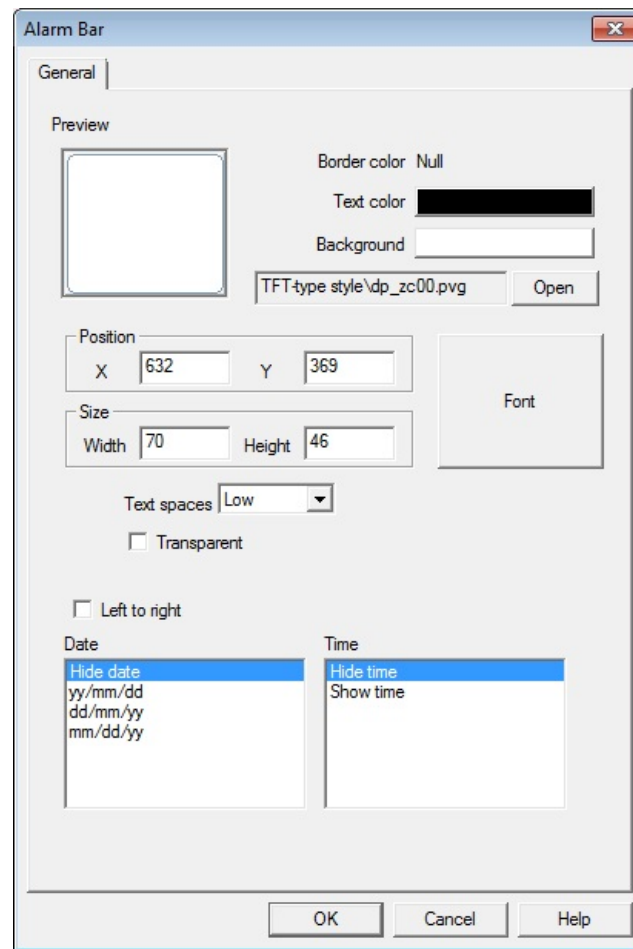 Alarm Bar
General
Preview
Border color Null
Text color
Background
TFT-type style\dp_zc00.pvg Open
Position
X 632 Y 369
Font
Size
Width 70 Height 46
Text spaces Low
Transparent
Left to right
Date Time
Hide date Hide time
yy/mm/dd Show time
dd/mm/yy
mm/dd/yy
OK Cancel Help